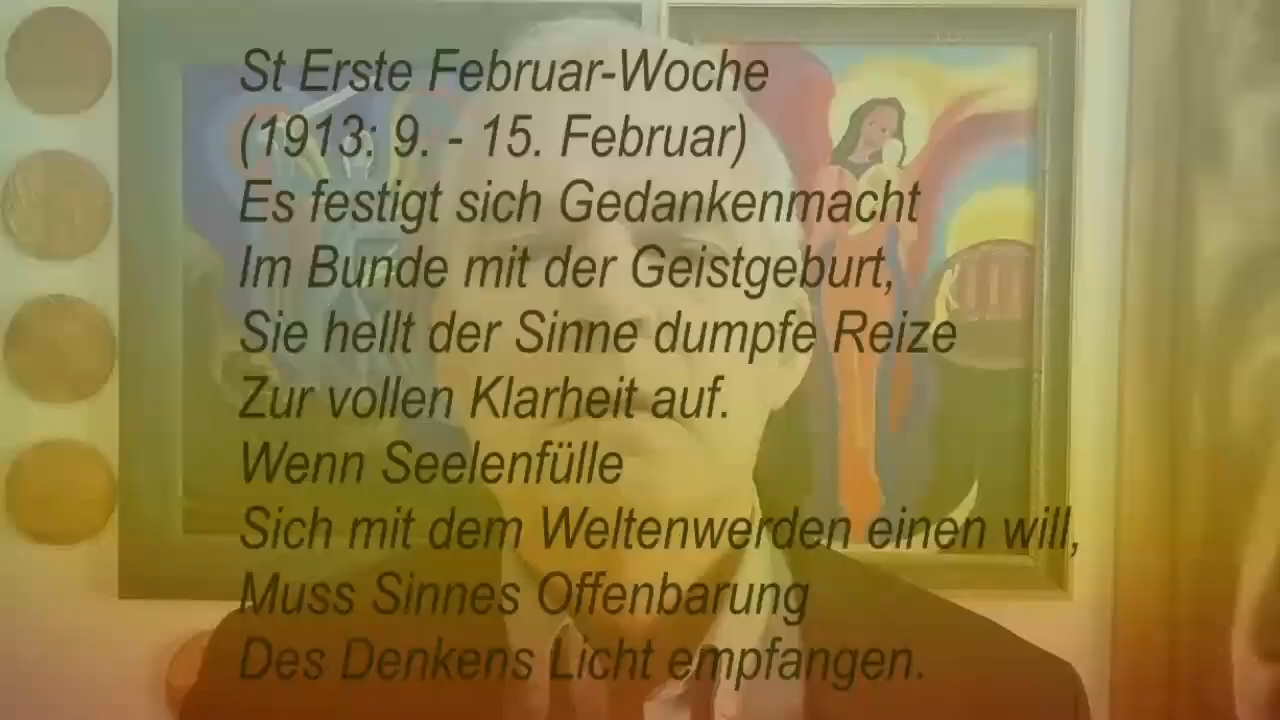 St Erste Februar-Woche
(1913: 9. - 15. Februar)
Es festigt sich Gedankenmacht
Im Bunde mit der Geistgeburt,
Sie hellt der Sinne dumpfe Reize
Zur vollen Klarheit auf.
Wenn Seelenfülle
Sich mit dem Weltenwerden einen will,
Muss Sinnes Offenbarung
Des Denkens Licht empfangen.